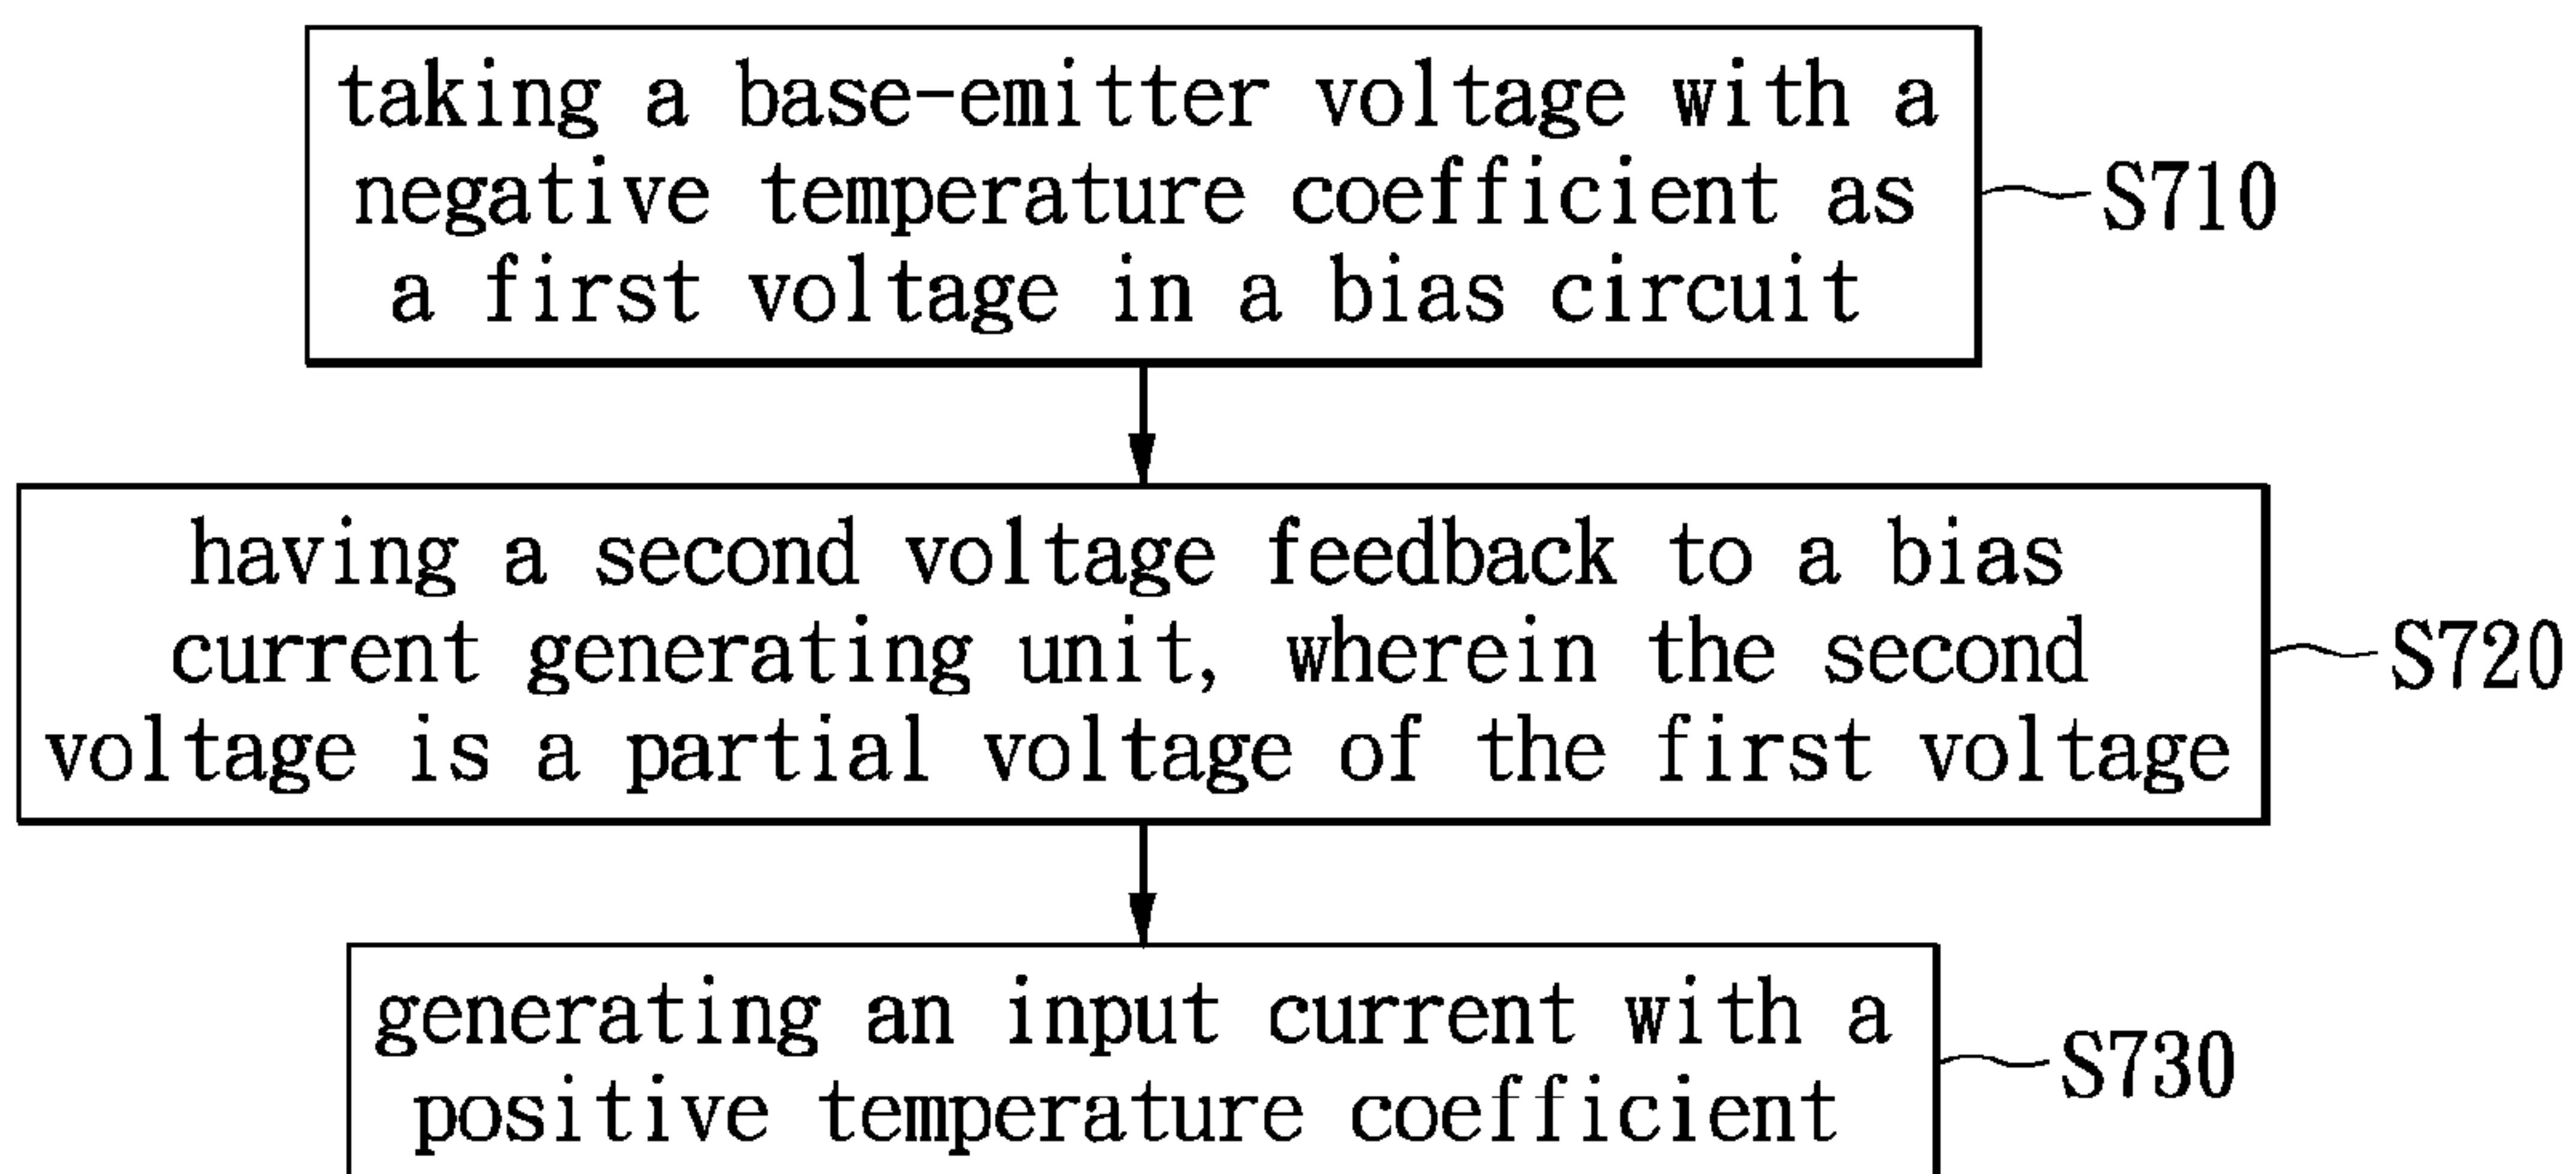 taking a base-emitter voltage with a
negative temperature coefficient as
a first voltage in a bias circuit
S710
having a second voltage feedback to a bias
current generating unit, wherein the second
voltage is a partial voltage of the first voltage
S720
generating an input current with a
positive temperature coefficient
S730